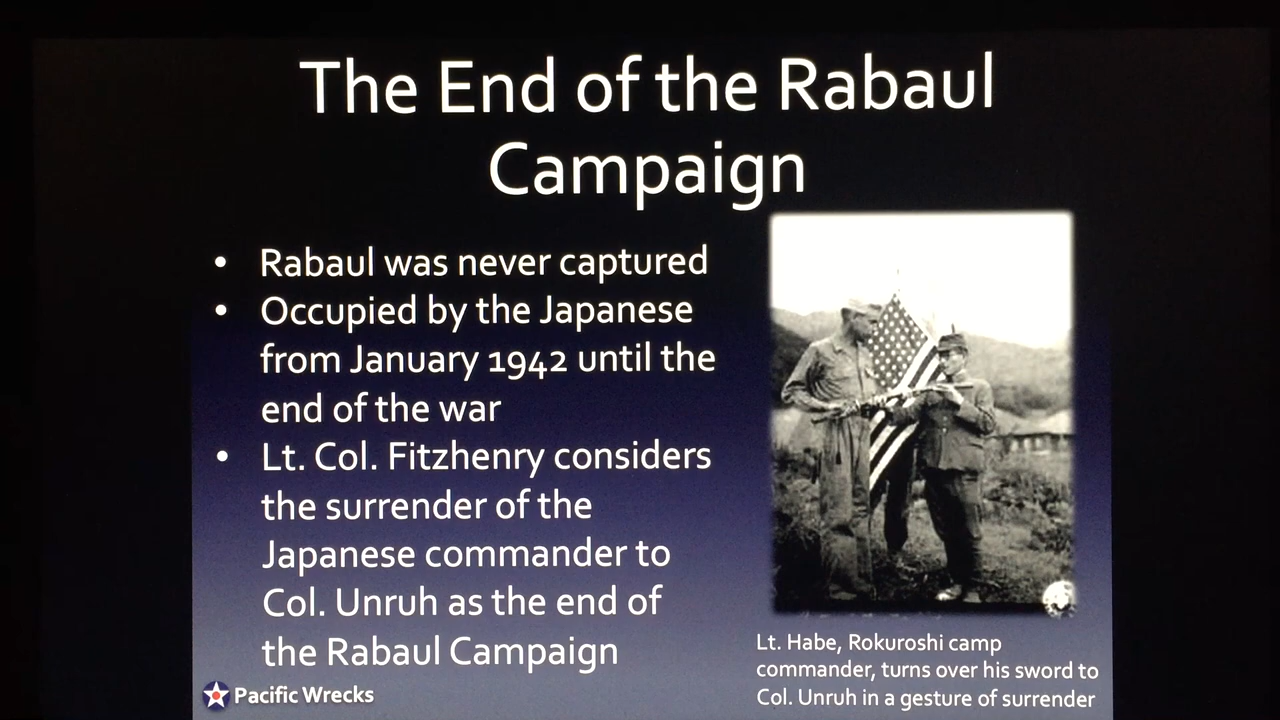 The End of the Rabaul
Campaign
• Rabaul was never captured
• Occupied by the Japanese
from January 1942 until the
end of the war
• Lt. Col. Fitzhenry considers
the surrender of the
Japanese commander to
Col. Unruh as the end of
the Rabaul Campaign
Lt. Habe, Rokuroshi camp
commander, turns over his sword to
Col. Unruh in a gesture of surrender
Pacific Wrecks